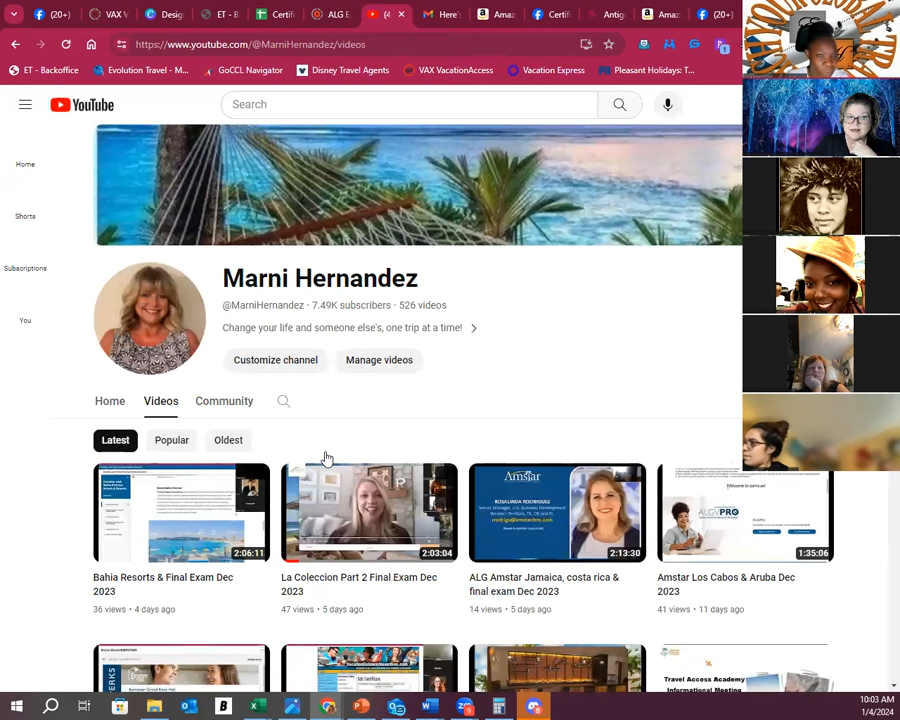 (20+)
VAX V
Desig
ET - B
Certifi
ALG E
(4
Here'
Amaz
Certifi
Antig
Amaz
(20+)
https://www.youtube.com/@MarniHernandez/videos
ET - Backoffice
Evolution Travel - M...
GoCCL Navigator
Disney Travel Agents
VAX VacationAccess
Vacation Express
Pleasant Holidays: T...
YouTube
Search
Home
Shorts
Subscriptions
You
Marni Hernandez
@MarniHernandez · 7.49K subscribers · 526 videos
Change your life and someone else's, one trip at a time!
Customize channel
Manage videos
Home
Videos
Community
Latest
Popular
Oldest
2:06:11
2:03:04
Amstar
ROSALINDA RODRIGUEZ
2:13:30
Welcome to our
ALGVPRO
1:35:06
Bahia Resorts & Final Exam Dec 2023
36 views • 4 days ago
La Coleccion Part 2 Final Exam Dec 2023
47 views • 5 days ago
ALG Amstar Jamaica, costa rica & final exam Dec 2023
14 views • 5 days ago
Amstar Los Cabos & Aruba Dec 2023
41 views • 11 days ago
Travel Access Academy
Informational Meeting
10:03 AM
1/4/2024